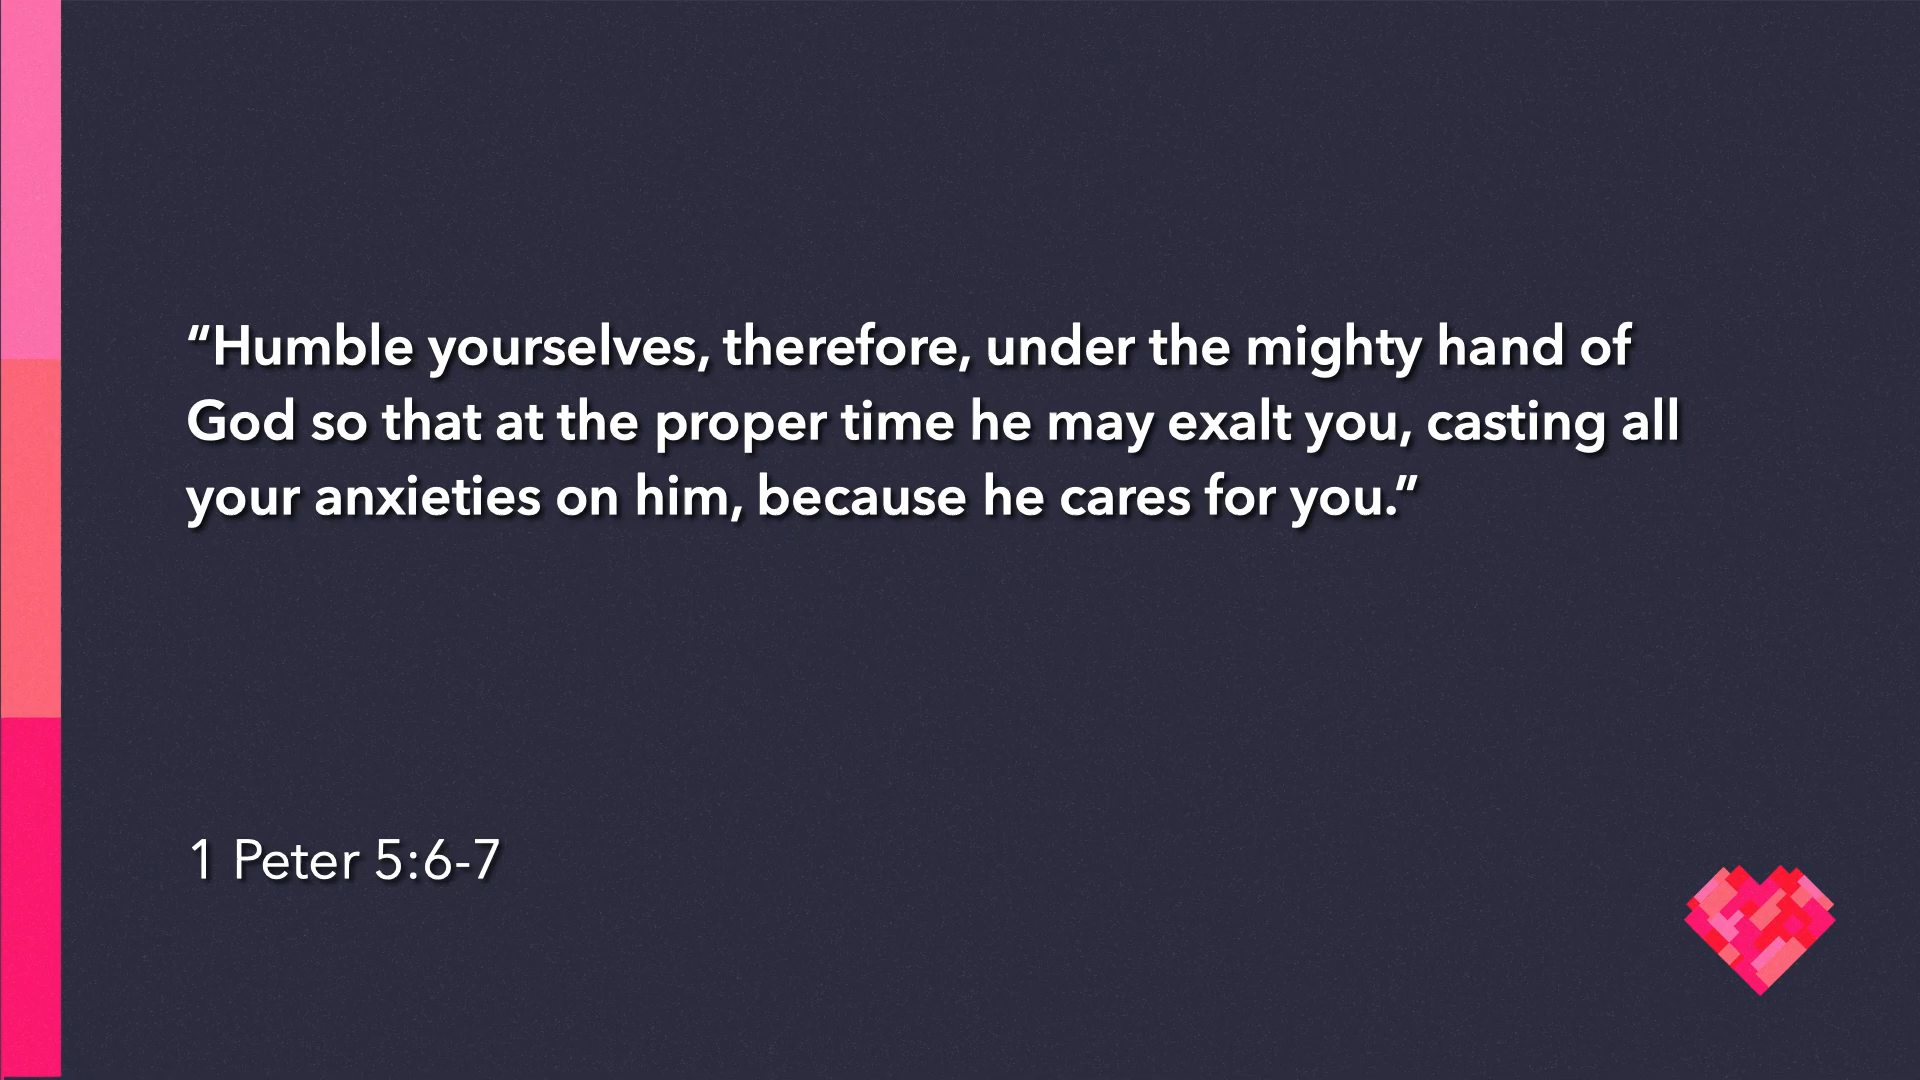 “Humble yourselves, therefore, under the mighty hand of
God so that at the proper time he may exalt you, casting all
your anxieties on him, because he cares for you.”
1 Peter 5:6-7